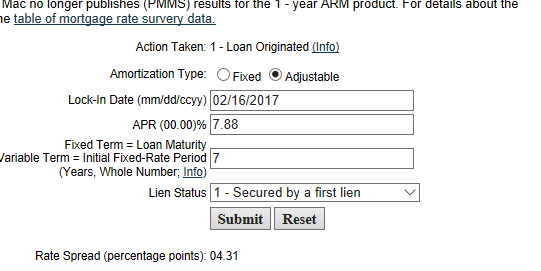 Mac no longer publishes (PMMS) results for the 1 - year ARM product. For details about the
he table of mortgage rate survery data.
Action Taken: 1 - Loan Originated (Info)
Amortization Type: Fixed Adjustable
Lock-In Date (mm/dd/ccyy) 02/16/2017
APR (00.00)% 7.88
Fixed Term = Loan Maturity
Variable Term = Initial Fixed-Rate Period 7
(Years, Whole Number; Info)
Lien Status 1 - Secured by a first lien
Submit Reset
Rate Spread (percentage points): 04.31